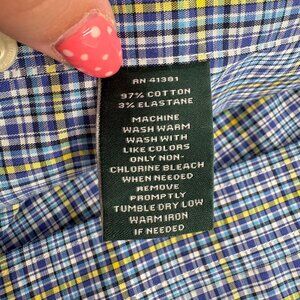 RN 41381
97% COTTON
3% ELASTANE
MACHINE
WASH WARM
WASH WITH
LIKE COLORS
ONLY NON-
CHLORINE BLEACH
WHEN NEEDED
REMOVE
PROMPTLY
TUMBLE DRY LOW
WARM IRON
IF NEEDED